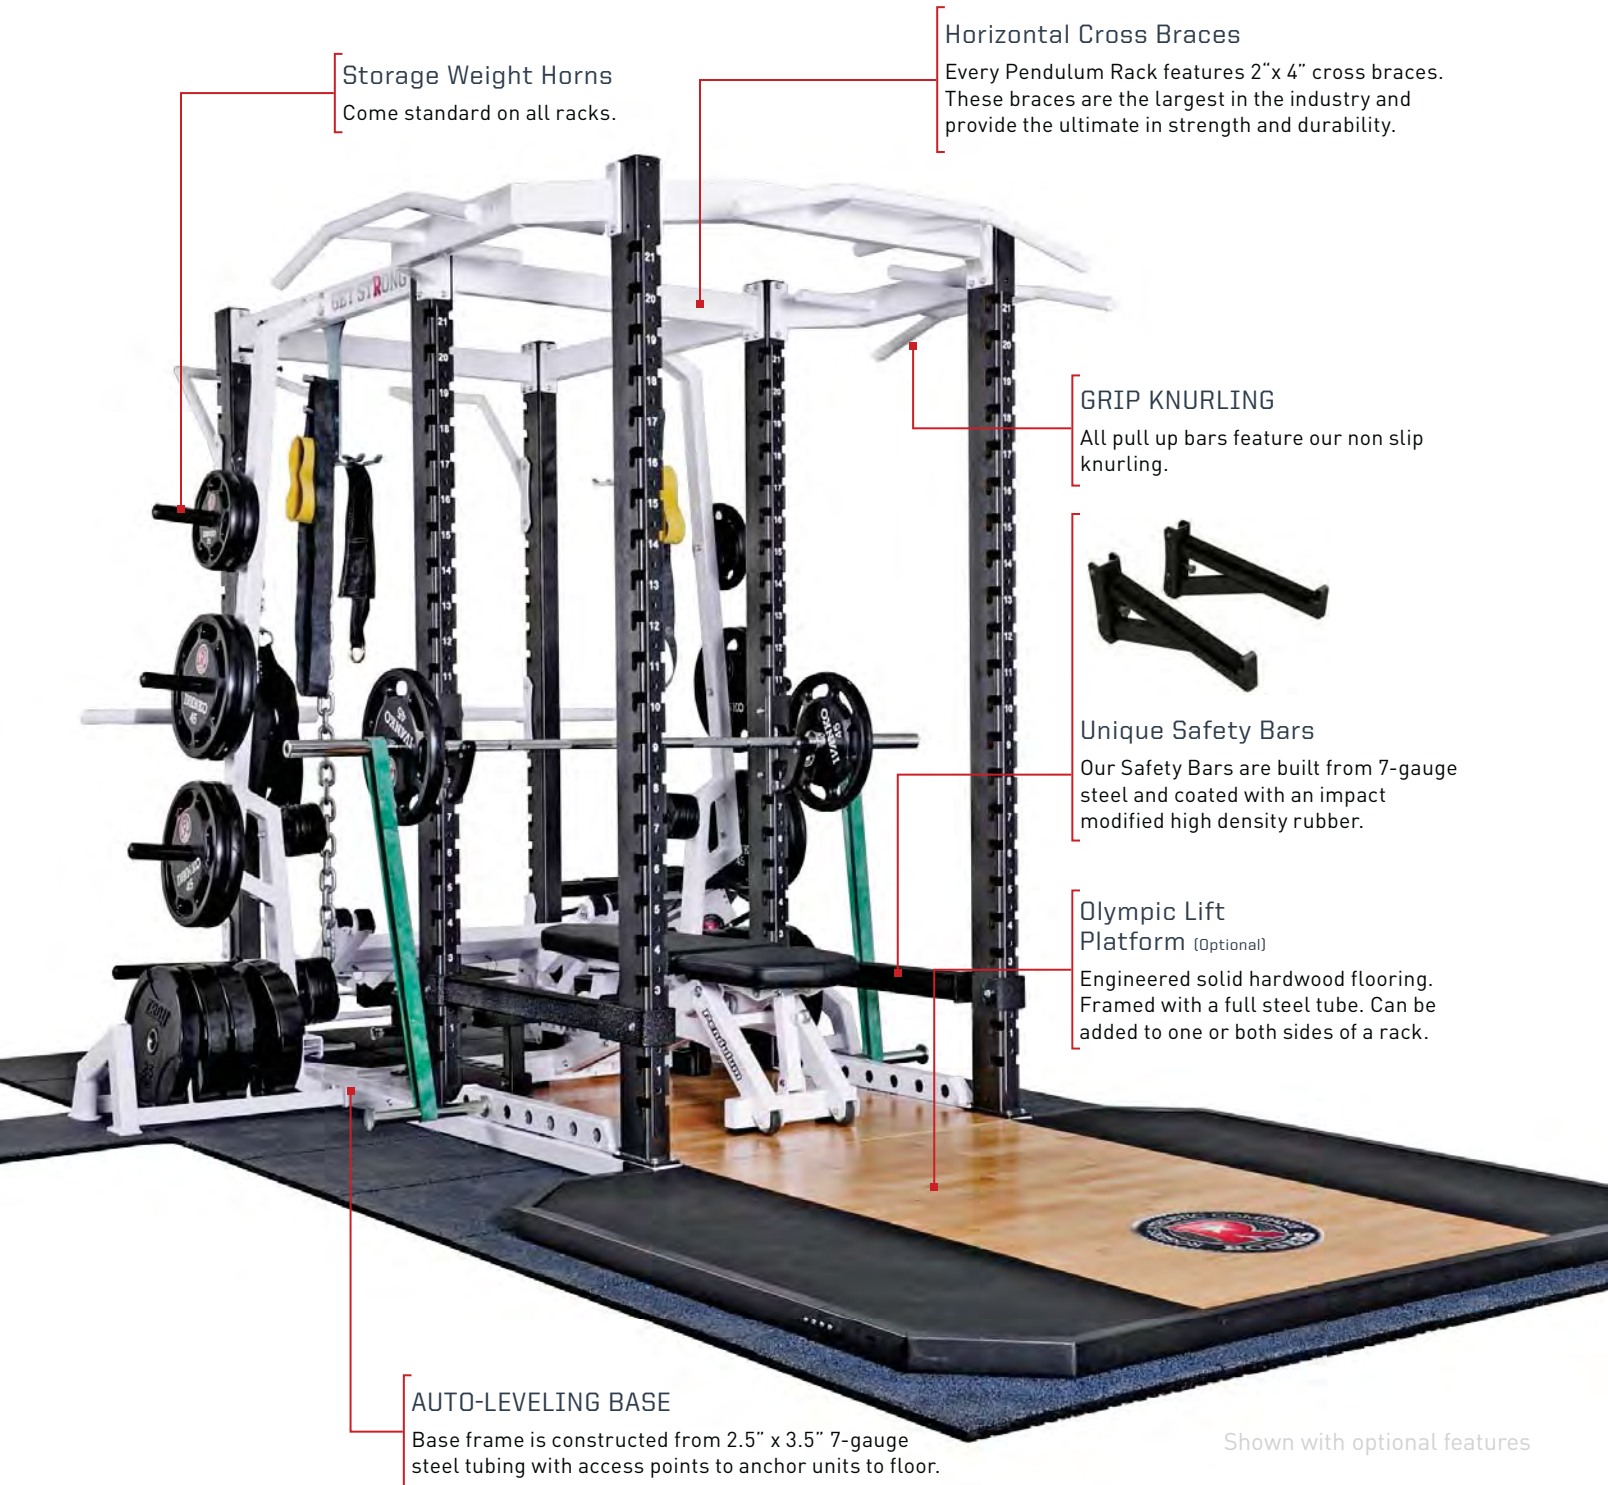 Horizontal Cross Braces
Every Pendulum Rack features 2“x 4” cross braces.
These braces are the largest in the industry and
provide the ultimate in strength and durability.
Storage Weight Horns
Come standard on all racks.
GET STRONG
GRIP KNURLING
All pull up bars feature our non slip
knurling.
Unique Safety Bars
Our Safety Bars are built from 7-gauge
steel and coated with an impact
modified high density rubber.
Olympic Lift
Platform (Optional)
Engineered solid hardwood flooring.
Framed with a full steel tube. Can be
added to one or both sides of a rack.
IVANKO
45
IVANKO
45
pendulum
ROGERS
AUTO-LEVELING BASE
Base frame is constructed from 2.5” x 3.5” 7-gauge
steel tubing with access points to anchor units to floor.
Shown with optional features